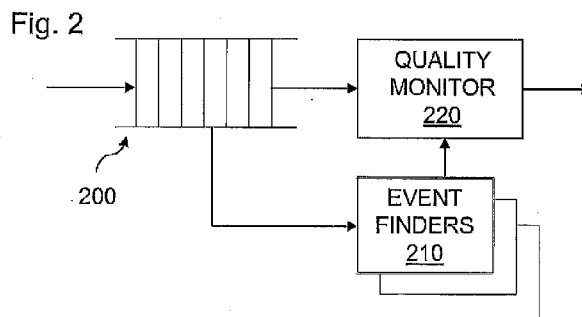 Fig. 2
QUALITY
MONITOR
220
200
EVENT
FINDERS
210